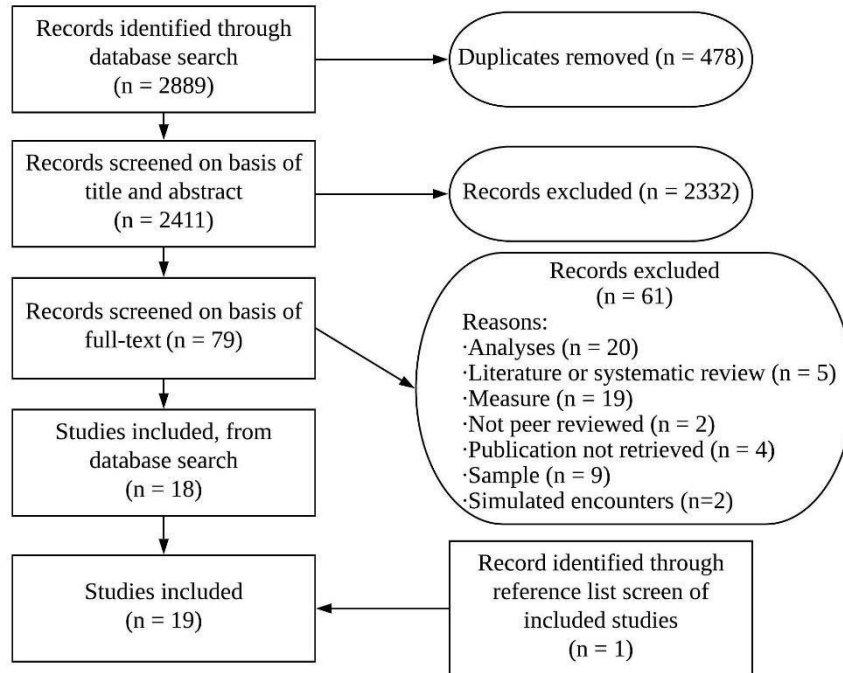 Records identified through
database search
(n = 2889)
Duplicates removed (n = 478)
Records screened on basis of
title and abstract
(n = 2411)
Records excluded (n = 2332)
Records screened on basis of
full-text (n = 79)
Records excluded
(n = 61)
Reasons:
·Analyses (n = 20)
·Literature or systematic review (n = 5)
·Measure (n = 19)
·Not peer reviewed (n = 2)
·Publication not retrieved (n = 4)
·Sample (n = 9)
·Simulated encounters (n=2)
Studies included, from
database search
(n = 18)
Studies included
(n = 19)
Record identified through
reference list screen of
included studies
(n = 1)